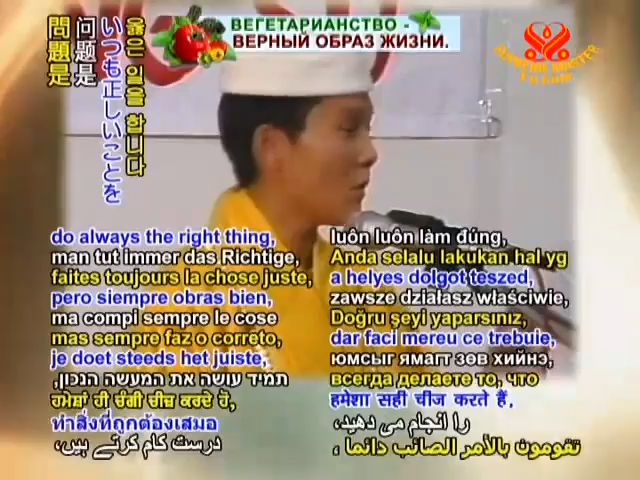 ВЕГЕТАРИАНСТВО -
ВЕРНЫЙ ОБРАЗ ЖИЗНИ.
SUPREME MASTER
TV.com
問題是
问题是
いつも正しいことを
옳은 일을 합니다
do always the right thing,
man tut immer das Richtige,
faites toujours la chose juste,
pero siempre obras bien,
ma compi sempre le cose
mas sempre faz o correto,
je doet steeds het juiste,
תמיד עושה את המעשה הנכון,
ਹਮੇਸ਼ਾਂ ਹੀ ਚੰਗੀ ਚੀਜ਼ ਕਰਦੇ ਹੋ,
ทำสิ่งที่ถูกต้องเสมอ
درست کام کرتے ہیں،
luôn luôn làm đúng,
Anda selalu lakukan hal yg
a helyes dolgot teszed,
zawsze działasz właściwie,
Doğru şeyi yaparsınız,
dar faci mereu ce trebuie,
юмсыг ямагт зөв хийнэ,
всегда делаете то, что
हमेशा सही चीज करते हैं,
را انجام می دهید،
تقومون بالأمر الصائب دائما ،